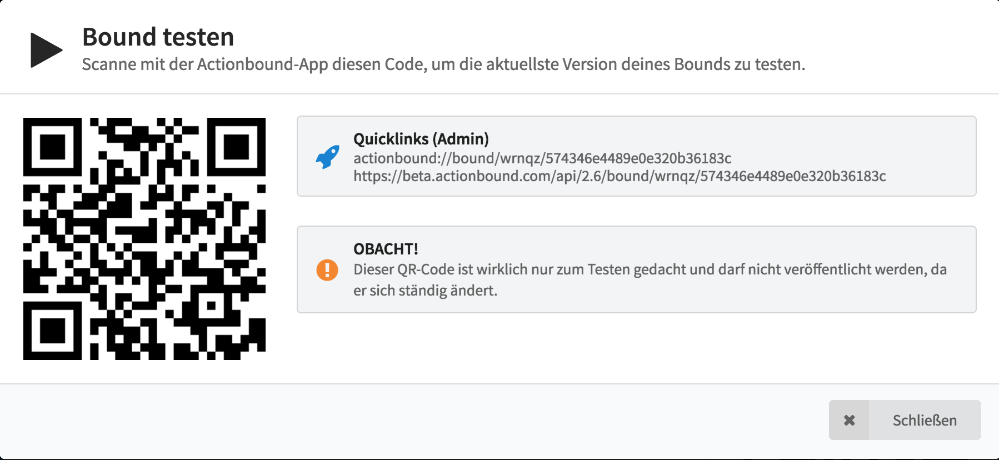 Bound testen
Scanne mit der Actionbound-App diesen Code, um die aktuellste Version deines Bounds zu testen.
Quicklinks (Admin)
actionbound://bound/wrnqz/574346e4489e0e320b36183c
https://beta.actionbound.com/api/2.6/bound/wrnqz/574346e4489e0e320b36183c
OBACHT!
Dieser QR-Code ist wirklich nur zum Testen gedacht und darf nicht veröffentlicht werden, da
er sich ständig ändert.
Schließen